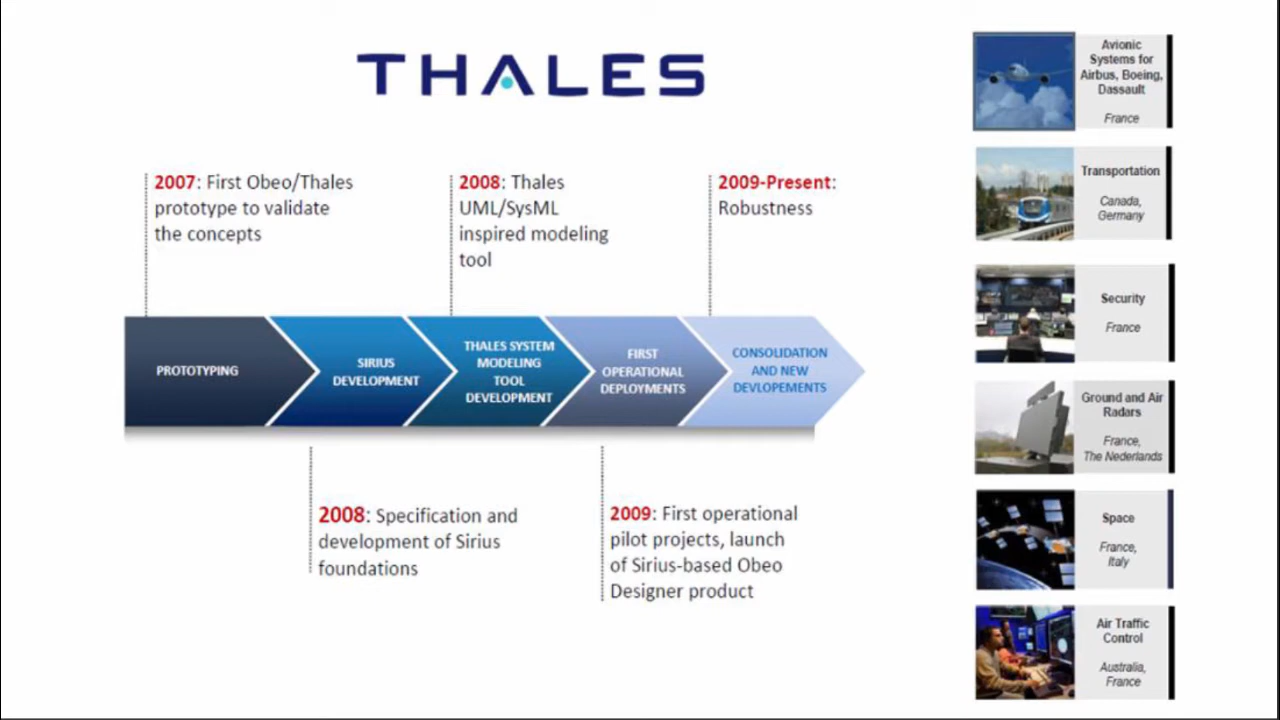 THALES
2007: First Obeo/Thales
prototype to validate
the concepts
2008: Thales
UML/SysML
inspired modeling
tool
2009-Present:
Robustness
PROTOTYPING
SIRIUS
DEVELOPMENT
THALES SYSTEM
MODELING
TOOL
DEVELOPMENT
FIRST
OPERATIONAL
DEPLOYMENTS
CONSOLIDATION
AND NEW
DEVLOPEMENTS
2008: Specification and
development of Sirius
foundations
2009: First operational
pilot projects, launch
of Sirius-based Obeo
Designer product
Avionic
Systems for
Airbus, Boeing,
Dassault
France
Transportation
Canada,
Germany
Security
France
Ground and Air
Radars
France,
The Nederlands
Space
France,
Italy
Air Traffic
Control
Australia,
France